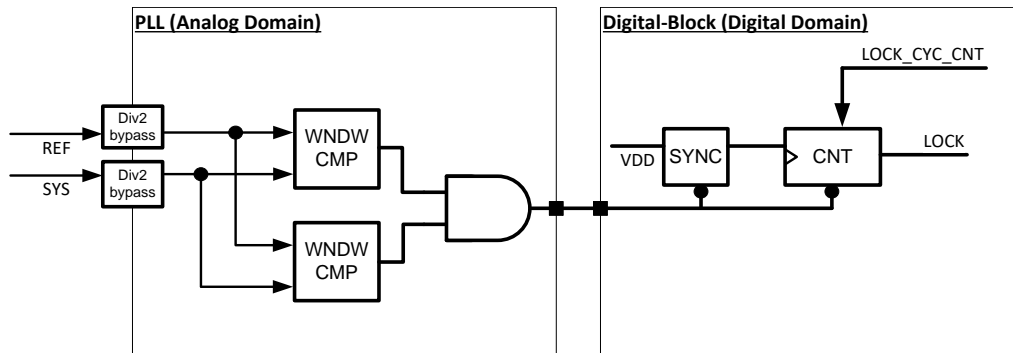 PLL (Analog Domain)
Digital-Block (Digital Domain)
LOCK_CYC_CNT
Div2
bypass
REF
Div2
bypass
SYS
WNDW
CMP
WNDW
CMP
VDD
SYNC
CNT
LOCK